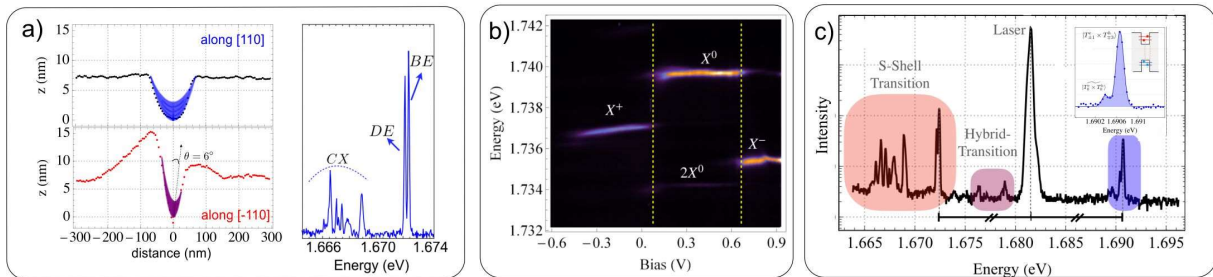 a)
along [110]
z (nm)
15
10
5
0
z (nm)
15
10
5
0
θ = 6°
along [-110]
−300 −200 −100 0 100 200 300
distance (nm)
BE
DE
CX
1.666 1.670 1.674
Energy (eV)
b)
1.742
1.740
1.738
1.736
1.734
1.732
Energy (eV)
X⁰
X⁺
X⁻
2X⁰
−0.6 −0.3 0. 0.3 0.6 0.9
Bias (V)
c)
Laser
S-Shell
Transition
Hybrid-
Transition
Intensity
1.6902 1.6906 1.691
Energy (eV)
1.665 1.670 1.675 1.680 1.685 1.690 1.695
Energy (eV)